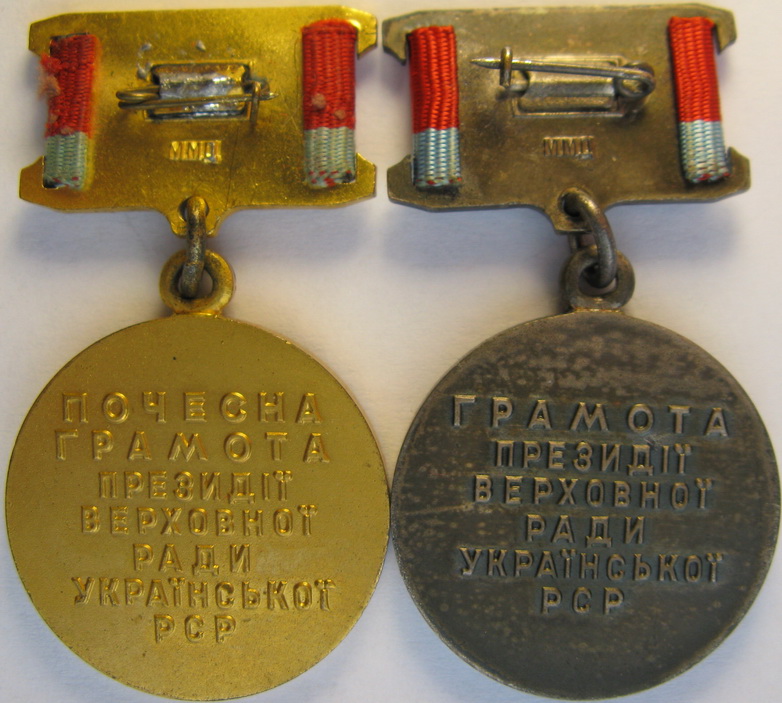 ММД
ПОЧЕСНА
ГРАМОТА
ПРЕЗИДІЇ
ВЕРХОВНОЇ
РАДИ
УКРАЇНСЬКОЇ
РСР
ММД
ГРАМОТА
ПРЕЗИДІЇ
ВЕРХОВНОЇ
РАДИ
УКРАЇНСЬКОЇ
РСР